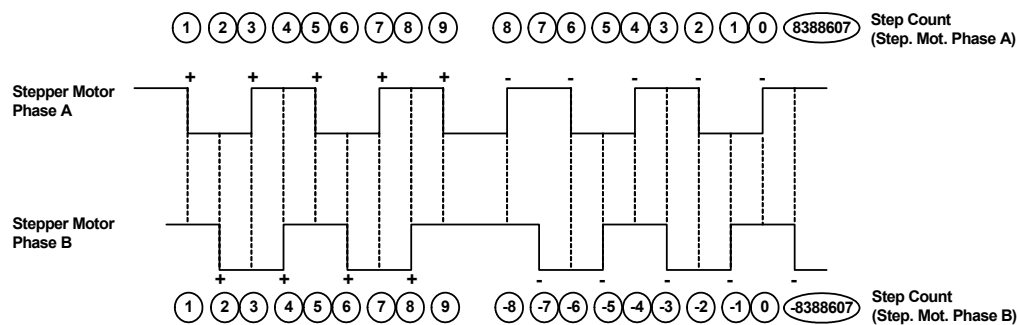 1 2 3 4 5 6 7 8 9 8 7 6 5 4 3 2 1 0 8388607 Step Count
(Step. Mot. Phase A)
+ + + + + - - - - -
Stepper Motor
Phase A
Stepper Motor
Phase B
+ + + + - - - - -
1 2 3 4 5 6 7 8 9 -8 -7 -6 -5 -4 -3 -2 -1 0 -8388607 Step Count
(Step. Mot. Phase B)